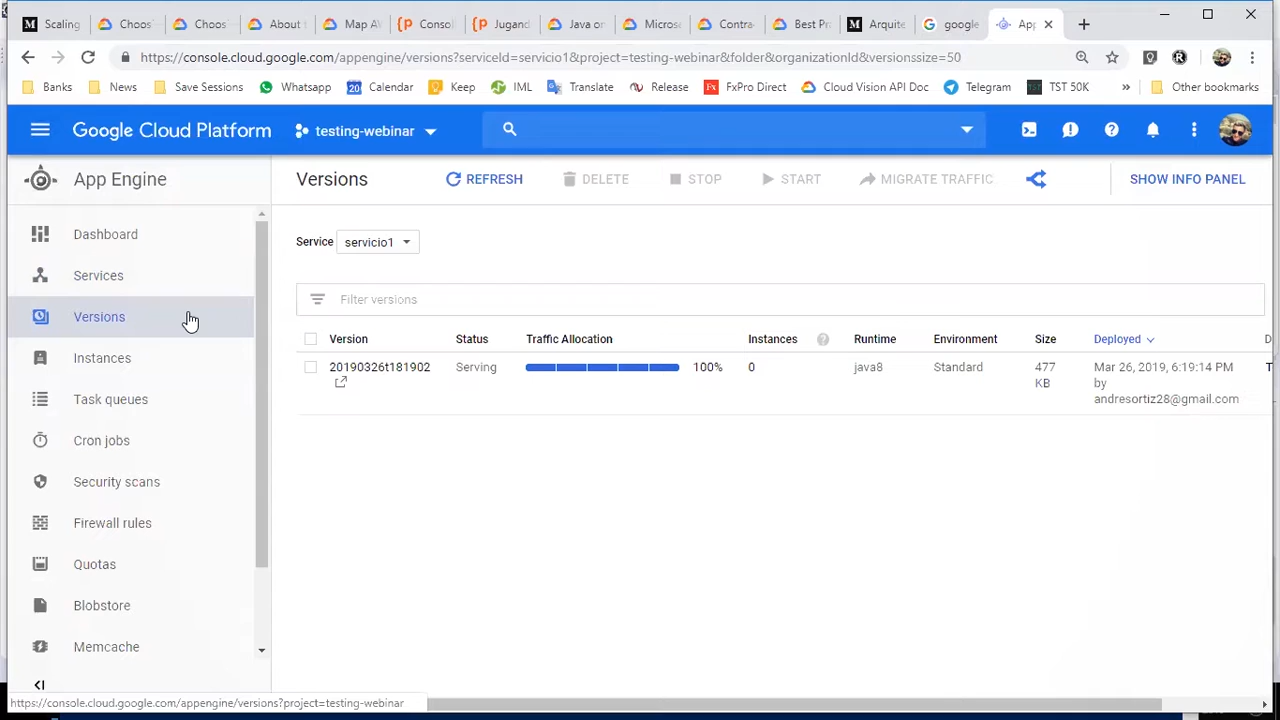 Scaling
Choos
Choos
About
Map A
Conso
Jugand
Java or
Micros
Contra
Best Pr
Arquite
google
App
https://console.cloud.google.com/appengine/versions?serviceId=servicio1&project=testing-webinar&folder&organizationId&versionssize=50
Banks
News
Save Sessions
Whatsapp
20
Calendar
Keep
IML
Translate
Release
Fx
FxPro Direct
Cloud Vision API Doc
Telegram
TST 50K
»
Other bookmarks
Google Cloud Platform
testing-webinar
App Engine
Versions
REFRESH
DELETE
STOP
START
MIGRATE TRAFFIC
SHOW INFO PANEL
Dashboard
Services
Versions
Instances
Task queues
Cron jobs
Security scans
Firewall rules
Quotas
Blobstore
Memcache
Service servicio1
Filter versions
Version Status Traffic Allocation Instances Runtime Environment Size Deployed D
20190326t181902 Serving 100% 0 java8 Standard 477 Mar 26, 2019, 6:19:14 PM T
KB by
andresortiz28@gmail.com
https://console.cloud.google.com/appengine/versions?project=testing-webinar